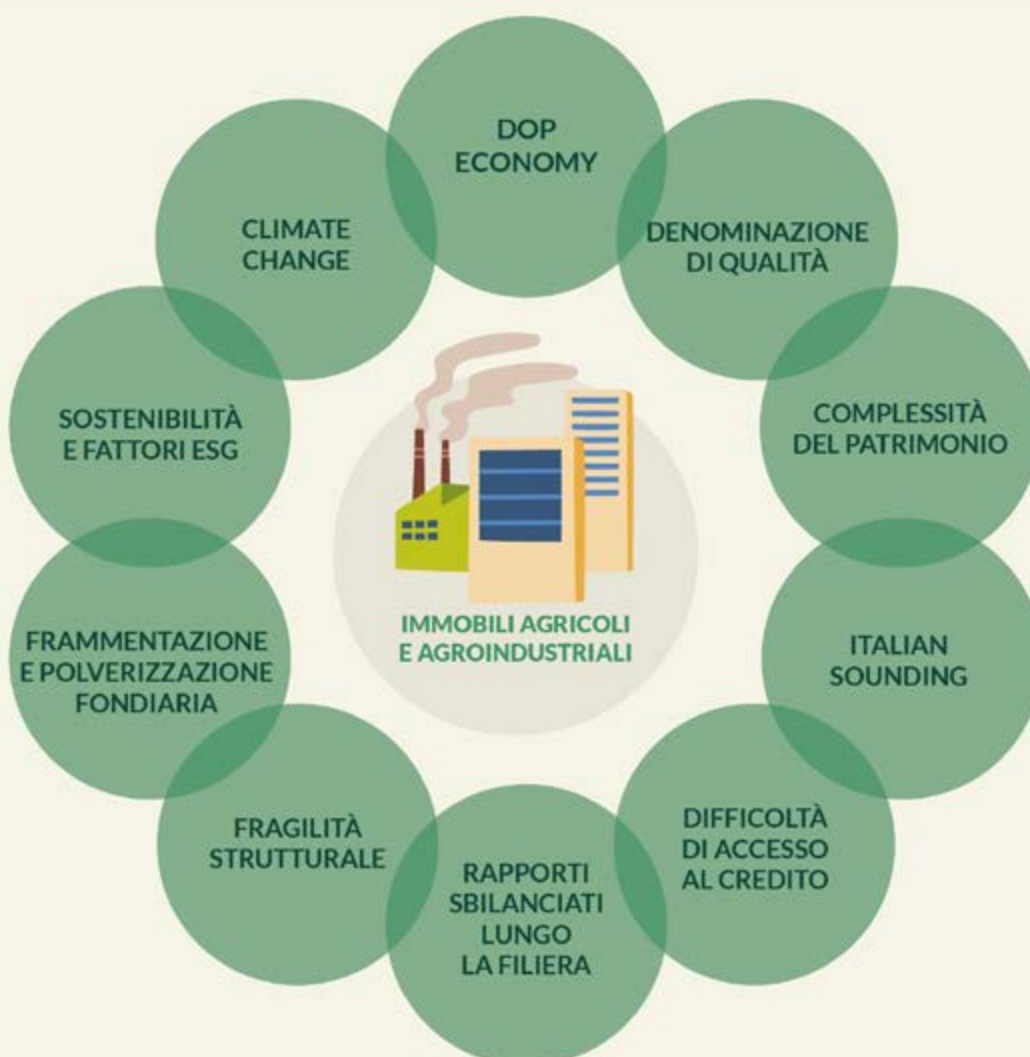 DOP
ECONOMY
DENOMINAZIONE
DI QUALITÀ
COMPLESSITÀ
DEL PATRIMONIO
ITALIAN
SOUNDING
DIFFICOLTÀ
DI ACCESSO
AL CREDITO
RAPPORTI
SBILANCIATI
LUNGO
LA FILIERA
FRAGILITÀ
STRUTTURALE
FRAMMENTAZIONE
E POLVERIZZAZIONE
FONDIARIA
SOSTENIBILITÀ
E FATTORI ESG
CLIMATE
CHANGE
IMMOBILI AGRICOLI
E AGROINDUSTRIALI